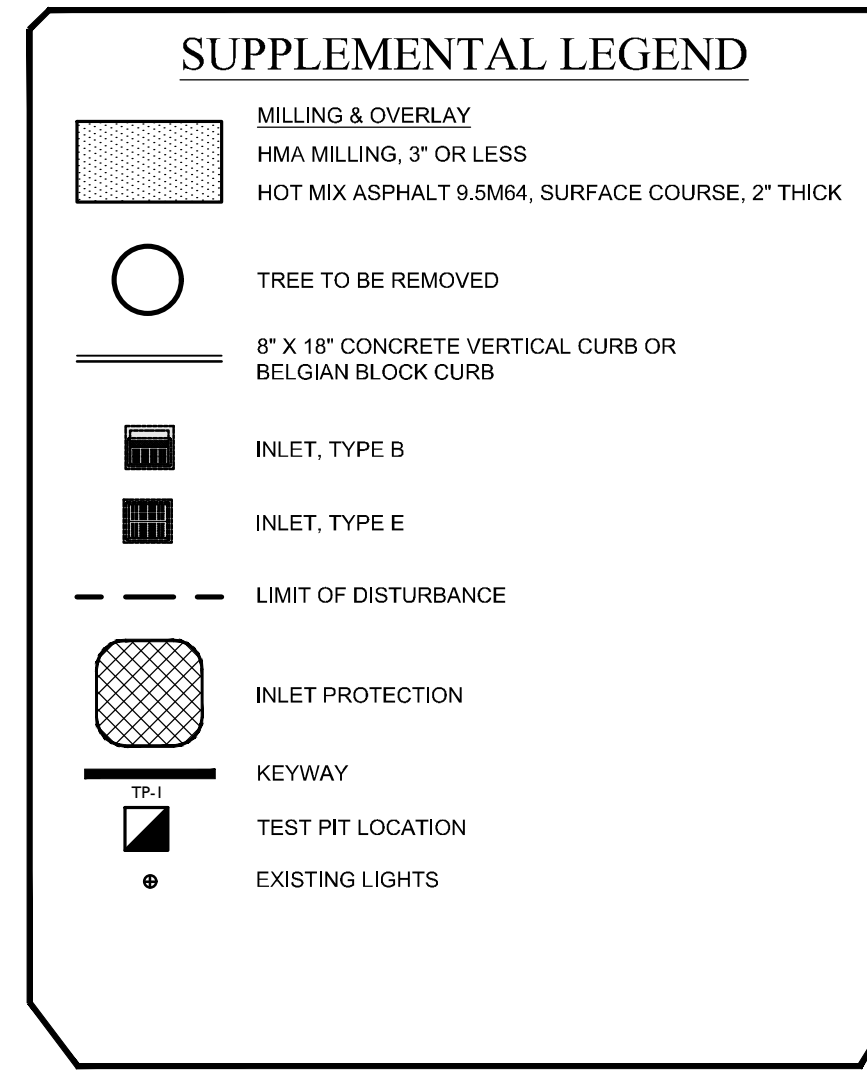 SUPPLEMENTAL LEGEND
MILLING & OVERLAY
HMA MILLING, 3" OR LESS
HOT MIX ASPHALT 9.5M64, SURFACE COURSE, 2" THICK
TREE TO BE REMOVED
8" X 18" CONCRETE VERTICAL CURB OR
BELGIAN BLOCK CURB
INLET, TYPE B
INLET, TYPE E
LIMIT OF DISTURBANCE
INLET PROTECTION
KEYWAY
TP-1
TEST PIT LOCATION
EXISTING LIGHTS